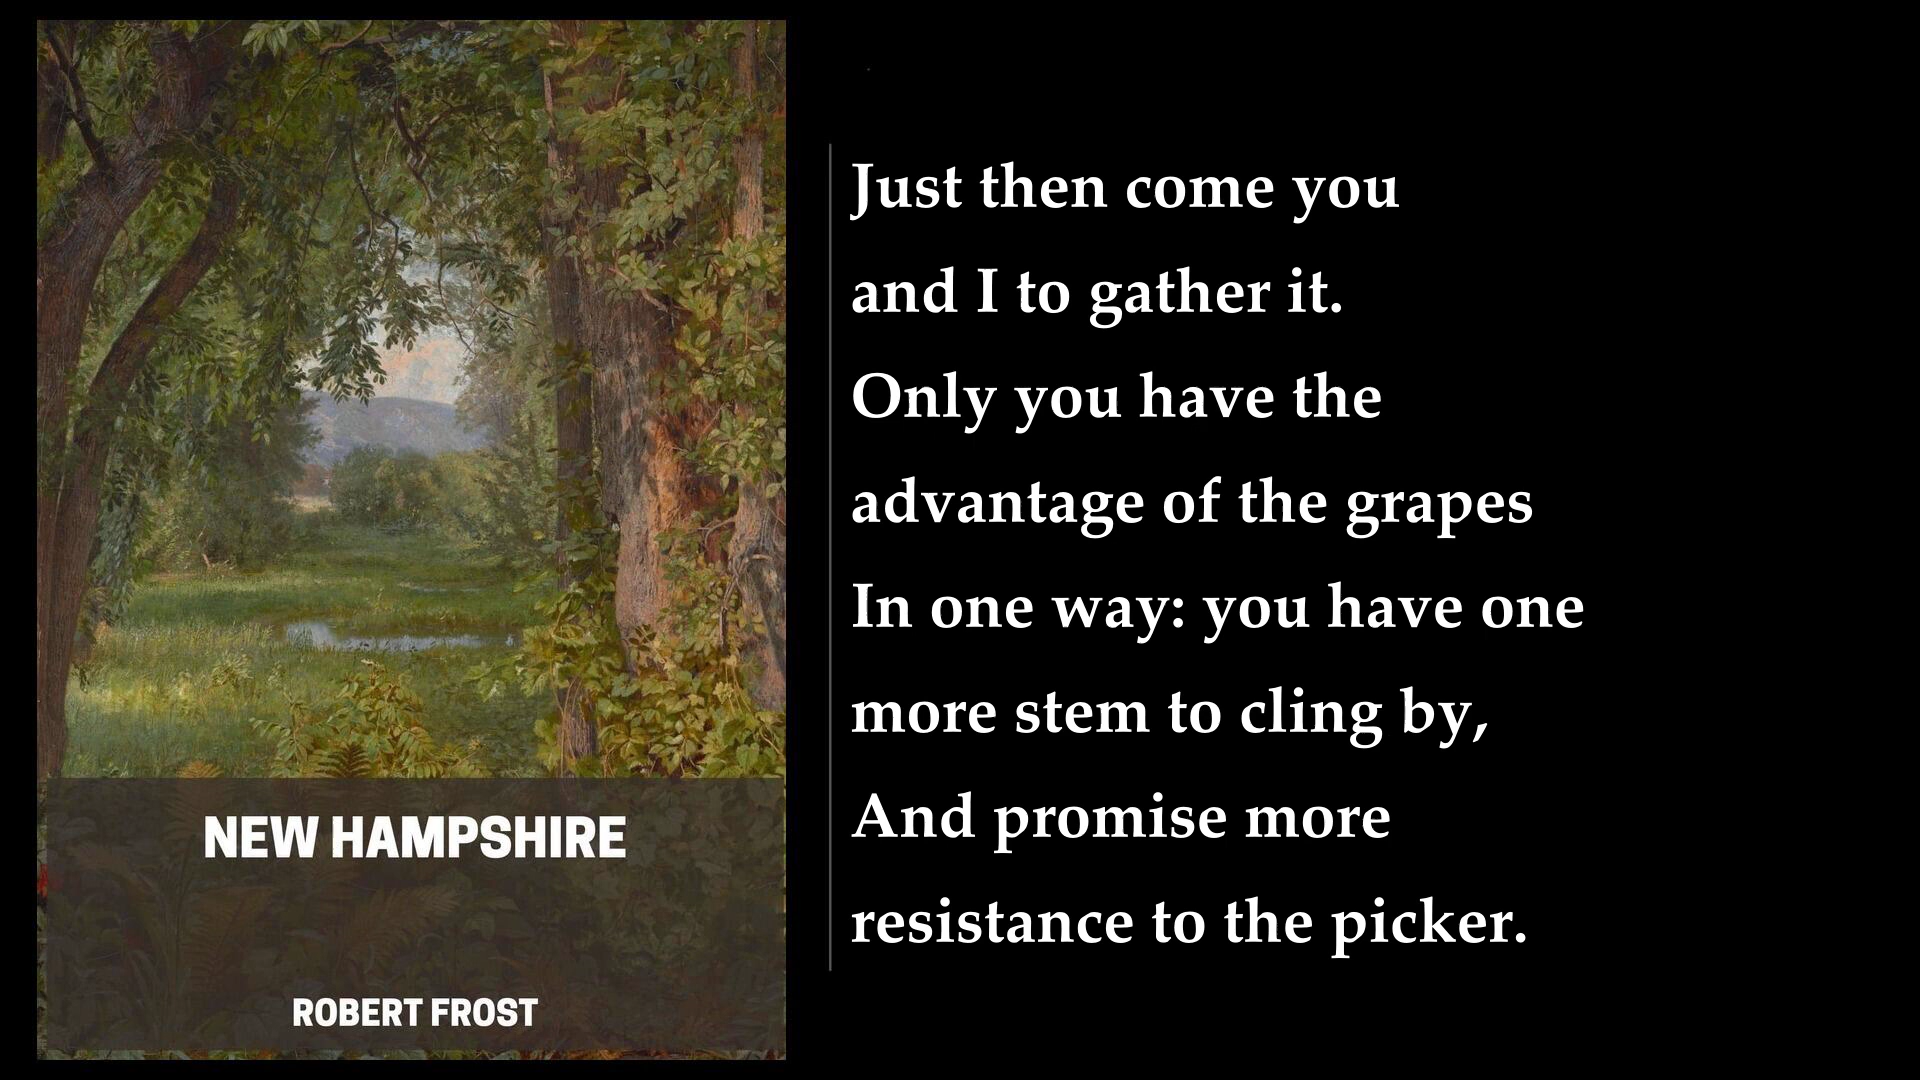 NEW HAMPSHIRE
ROBERT FROST
Just then come you
and I to gather it.
Only you have the
advantage of the grapes
In one way: you have one
more stem to cling by,
And promise more
resistance to the picker.